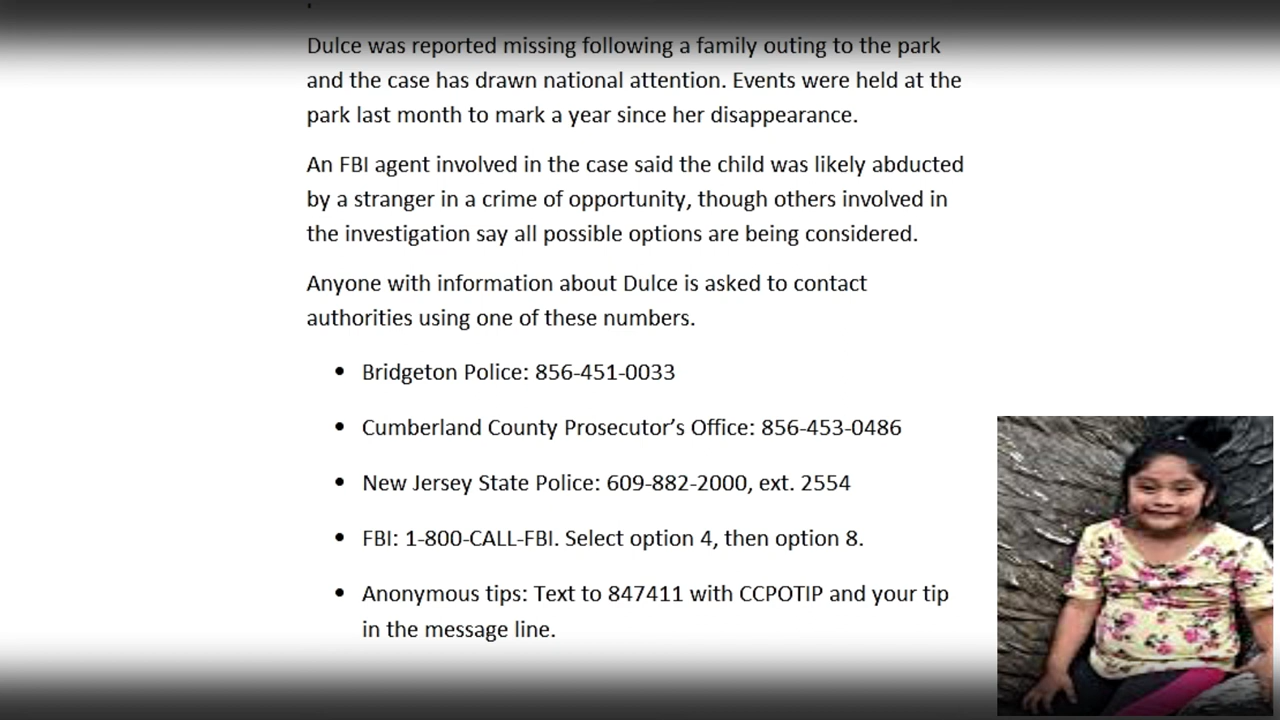 Dulce was reported missing following a family outing to the park
and the case has drawn national attention. Events were held at the
park last month to mark a year since her disappearance.
An FBI agent involved in the case said the child was likely abducted
by a stranger in a crime of opportunity, though others involved in
the investigation say all possible options are being considered.
Anyone with information about Dulce is asked to contact
authorities using one of these numbers.
• Bridgeton Police: 856-451-0033
• Cumberland County Prosecutor’s Office: 856-453-0486
• New Jersey State Police: 609-882-2000, ext. 2554
• FBI: 1-800-CALL-FBI. Select option 4, then option 8.
• Anonymous tips: Text to 847411 with CCPOTIP and your tip
in the message line.